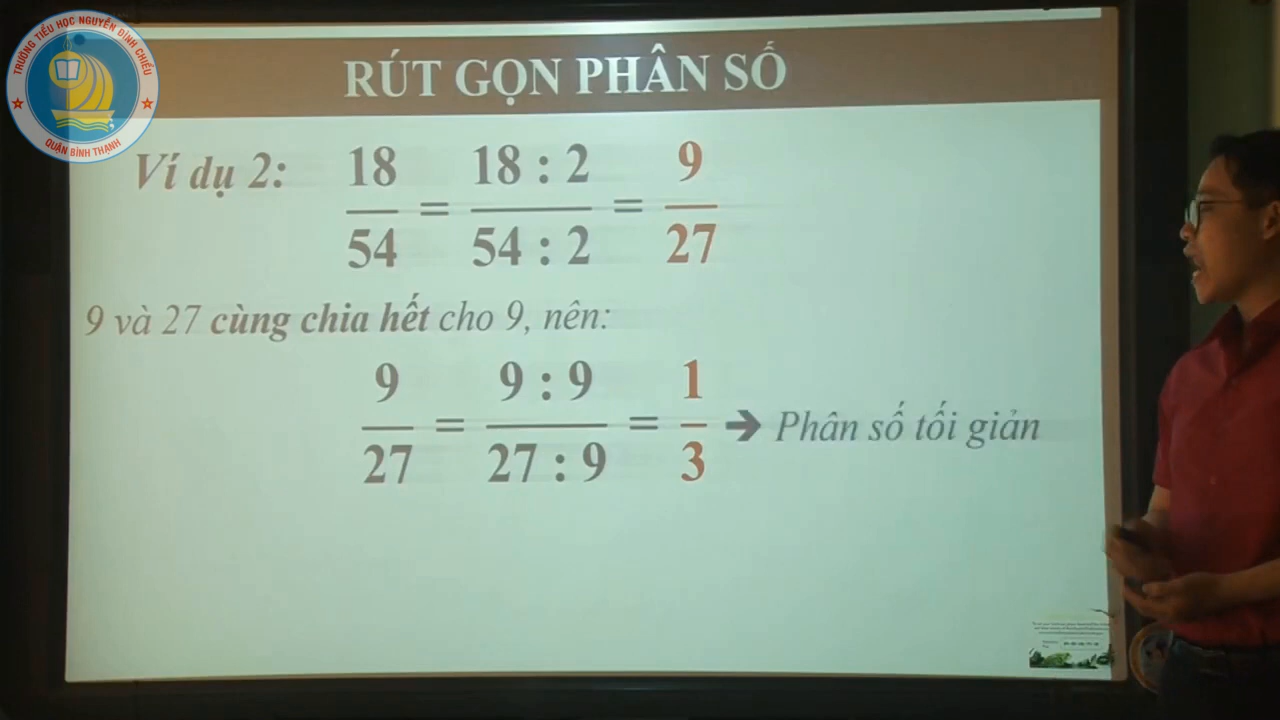 TRƯỜNG TIỂU HỌC NGUYỄN ĐÌNH CHIỂU
QUẬN BÌNH THẠNH
RÚT GỌN PHÂN SỐ
Ví dụ 2: 18/54 = 18 : 2/54 : 2 = 9/27
9 và 27 cùng chia hết cho 9, nên:
9/27 = 9 : 9/27 : 9 = 1/3 ➔ Phân số tối giản